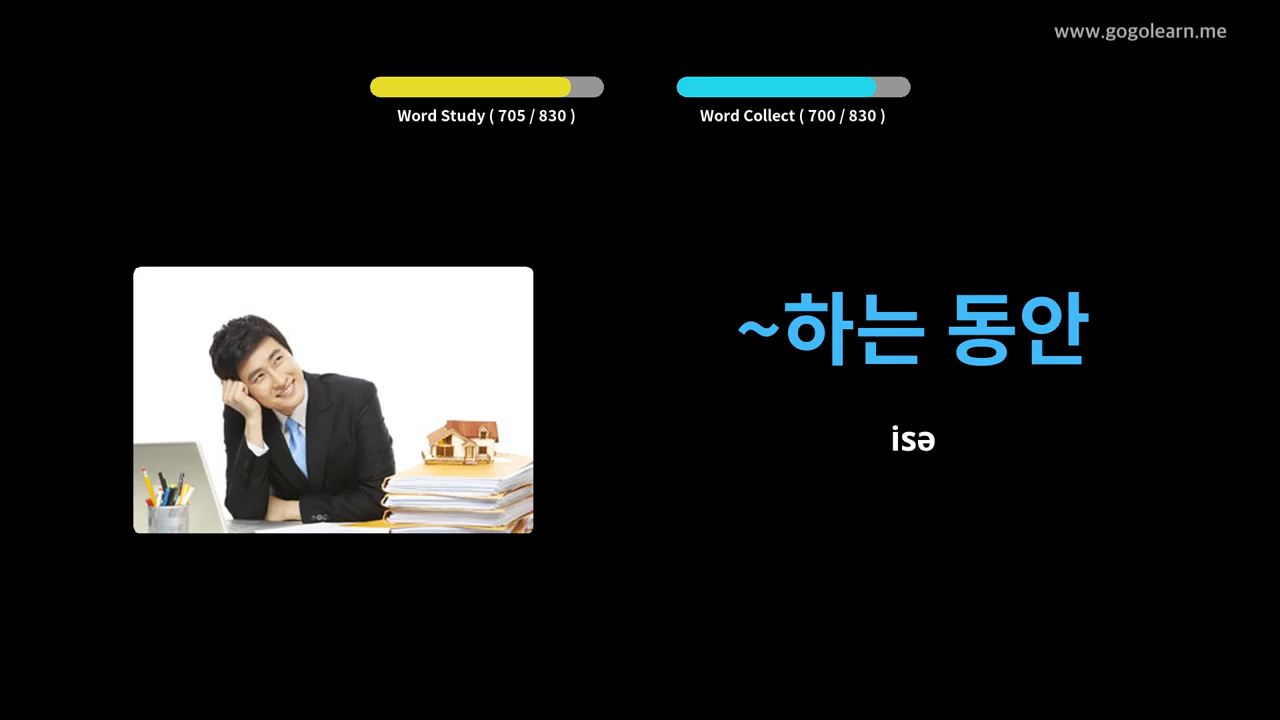 www.gogolearn.me
Word Study ( 705 / 830 )
Word Collect ( 700 / 830 )
~하는 동안
isə